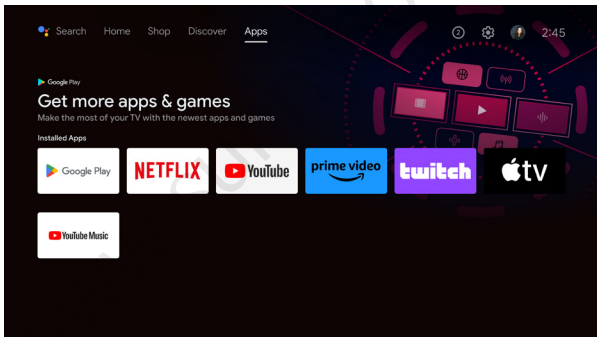 Search Home Shop Discover Apps 2 2:45
Google Play
Get more apps & games
Make the most of your TV with the newest apps and games
Installed Apps
Google Play NETFLIX YouTube prime video twitch tv
YouTube Music